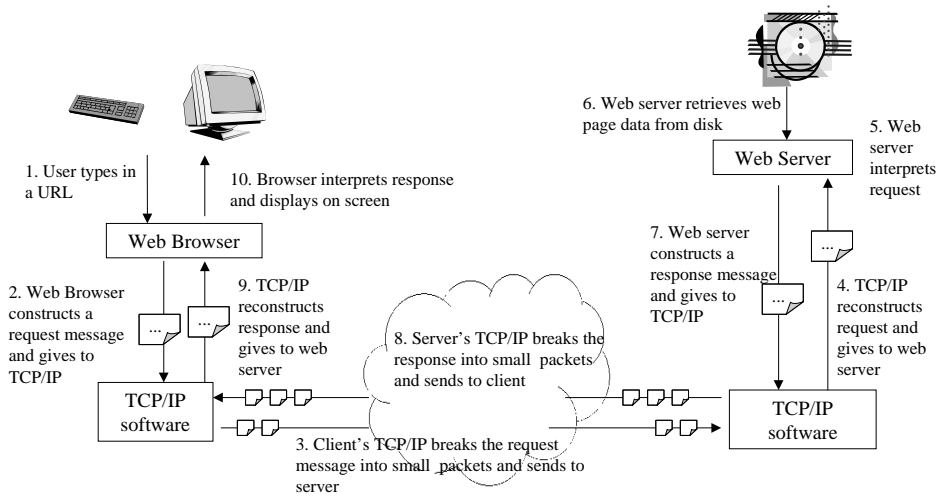 6. Web server retrieves web
page data from disk
5. Web
server
interprets
request
Web Server
1. User types in
a URL
10. Browser interprets response
and displays on screen
Web Browser
7. Web server
constructs a
response message
and gives to
TCP/IP
...
...
2. Web Browser
constructs a
request message
and gives to
TCP/IP
...
...
9. TCP/IP
reconstructs
response and
gives to web
server
4. TCP/IP
reconstructs
request and
gives to web
server
8. Server's TCP/IP breaks the
response into small packets
and sends to client
TCP/IP
software
TCP/IP
software
3. Client's TCP/IP breaks the request
message into small packets and sends to
server